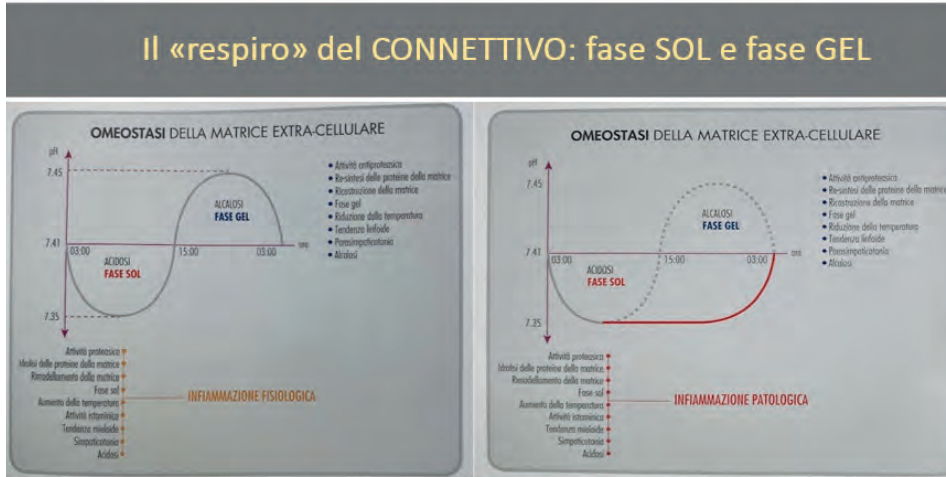 Il «respiro» del CONNETTIVO: fase SOL e fase GEL
OMEOSTASI DELLA MATRICE EXTRA-CELLULARE
pH
7.45
7.41
7.35
03:00
15:00
03:00
ore
ALCALOSI
FASE GEL
ACIDOSI
FASE SOL
• Attività antiproteasica
• Re-sintesi delle proteine della matrice
• Ricostruzione della matrice
• Fase gel
• Riduzione della temperatura
• Tendenza linfoide
• Parasimpaticotonia
• Alcalosi
Attività proteasica
Idrolisi delle proteine della matrice
Rimodellamento della matrice
Fase sol
Aumento della temperatura
Attività istaminica
Tendenza mieloide
Simpaticotonia
Acidosi
INFIAMMAZIONE FISIOLOGICA
OMEOSTASI DELLA MATRICE EXTRA-CELLULARE
pH
7.45
7.41
7.35
03:00
15:00
03:00
ore
ALCALOSI
FASE GEL
ACIDOSI
FASE SOL
• Attività antiproteasica
• Re-sintesi delle proteine della matrice
• Ricostruzione della matrice
• Fase gel
• Riduzione della temperatura
• Tendenza linfoide
• Parasimpaticotonia
• Alcalosi
Attività proteasica
Idrolisi delle proteine della matrice
Rimodellamento della matrice
Fase sol
Aumento della temperatura
Attività istaminica
Tendenza mieloide
Simpaticotonia
Acidosi
INFIAMMAZIONE PATOLOGICA